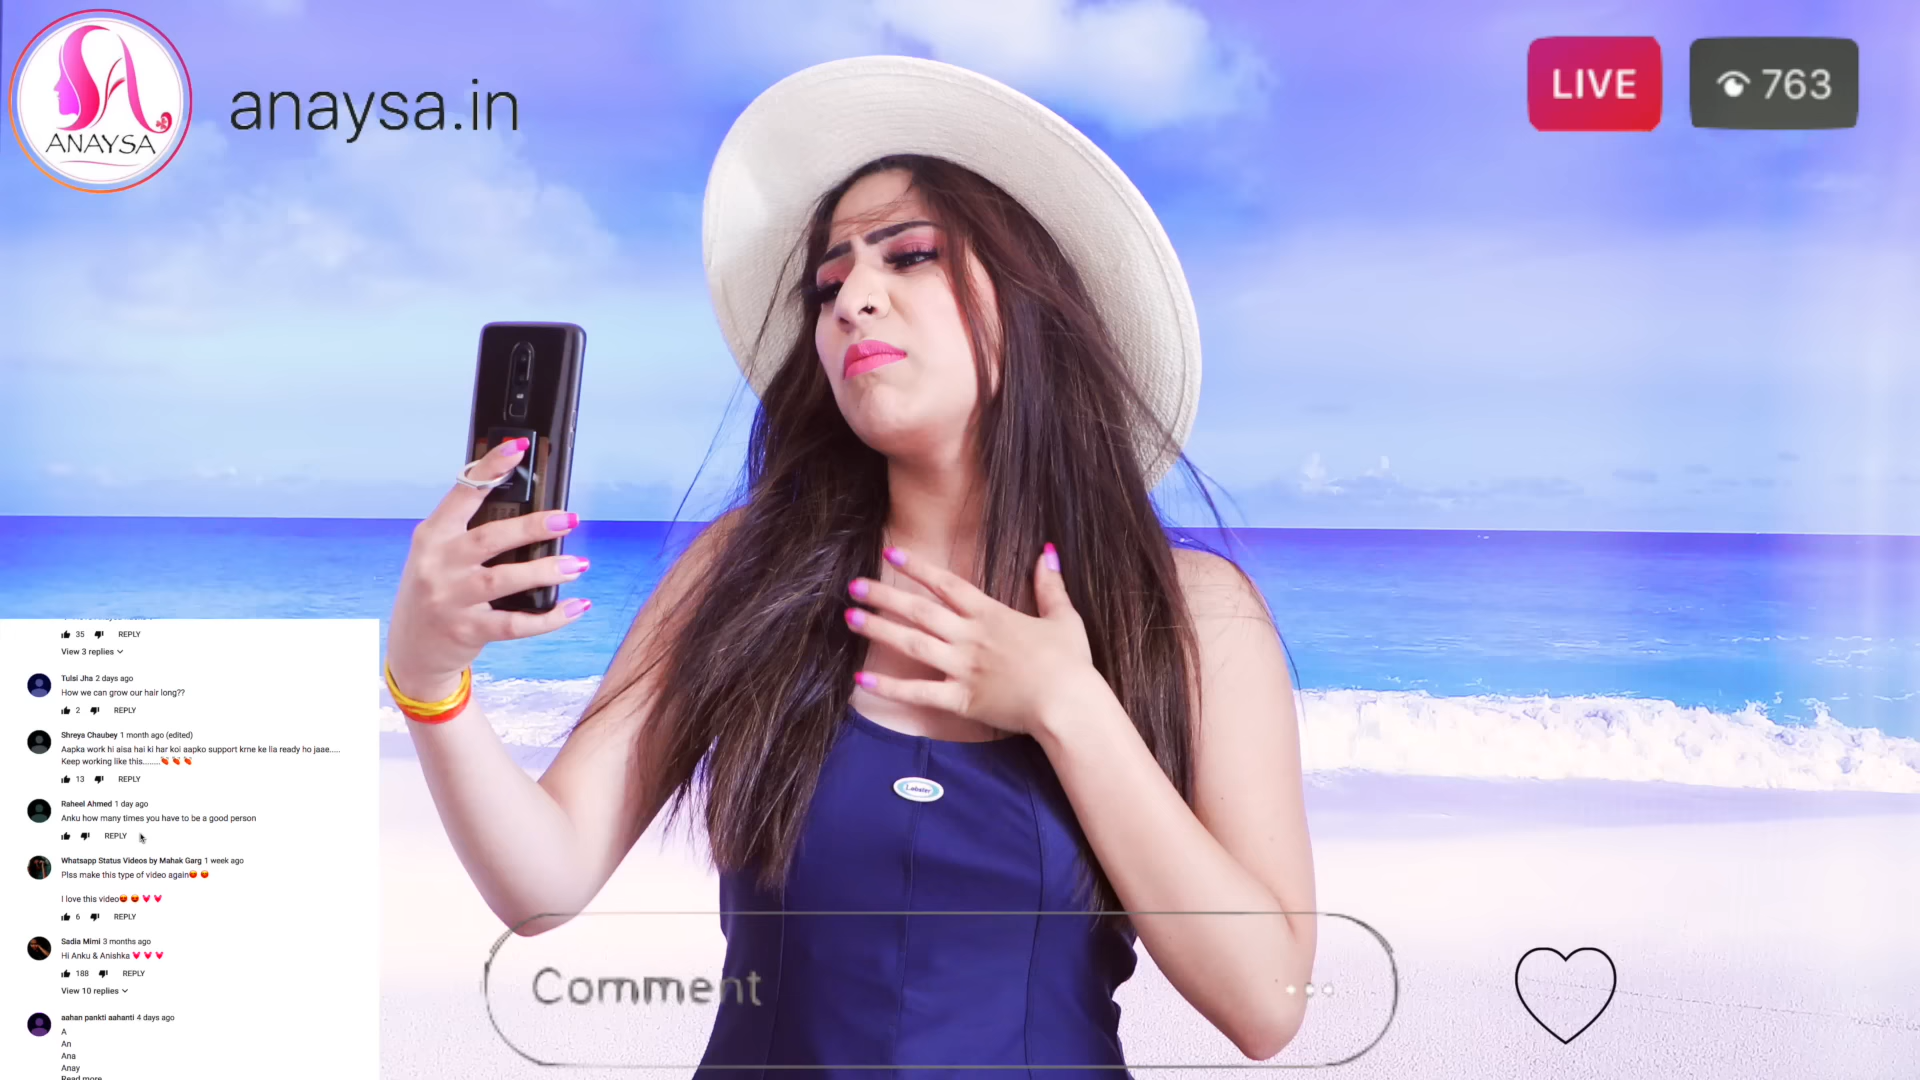 ANAYSA
anaysa.in
LIVE
763
35 REPLY
View 3 replies
Tulsi Jha 2 days ago
How we can grow our hair long??
2 REPLY
Shreya Chaubey 1 month ago (edited)
Aapka work hi aisa hai ki har koi aapko support krne ke lia ready ho jaae.....
Keep working like this........
13 REPLY
Raheel Ahmed 1 day ago
Anku how many times you have to be a good person
REPLY
Whatsapp Status Videos by Mahak Garg 1 week ago
Plss make this type of video again
I love this video
6 REPLY
Sadia Mimi 3 months ago
Hi Anku & Anishka
188 REPLY
View 10 replies
aahan pankti aahanti 4 days ago
A
An
Ana
Anay
Read more
Lobster
Comment